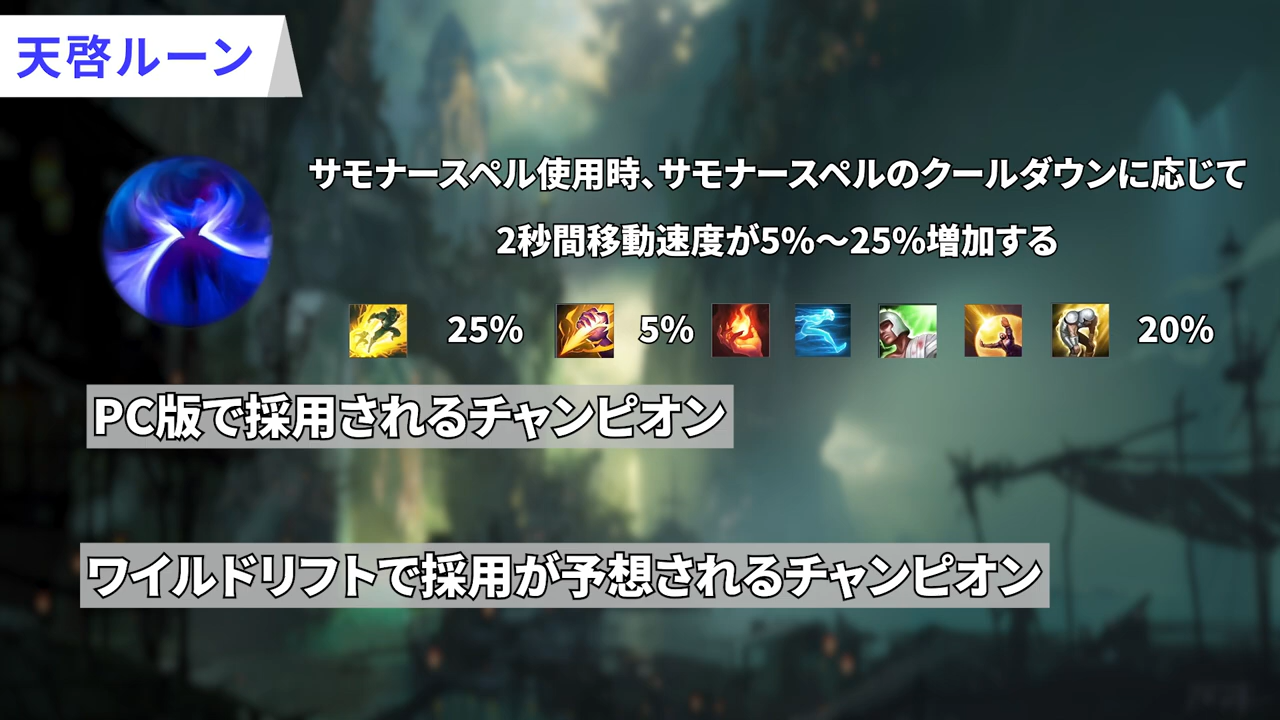 天啓ルーン
サモナースペル使用時、サモナースペルのクールダウンに応じて
2秒間移動速度が5%～25%増加する
25% 5% 20%
PC版で採用されるチャンピオン
ワイルドリフトで採用が予想されるチャンピオン